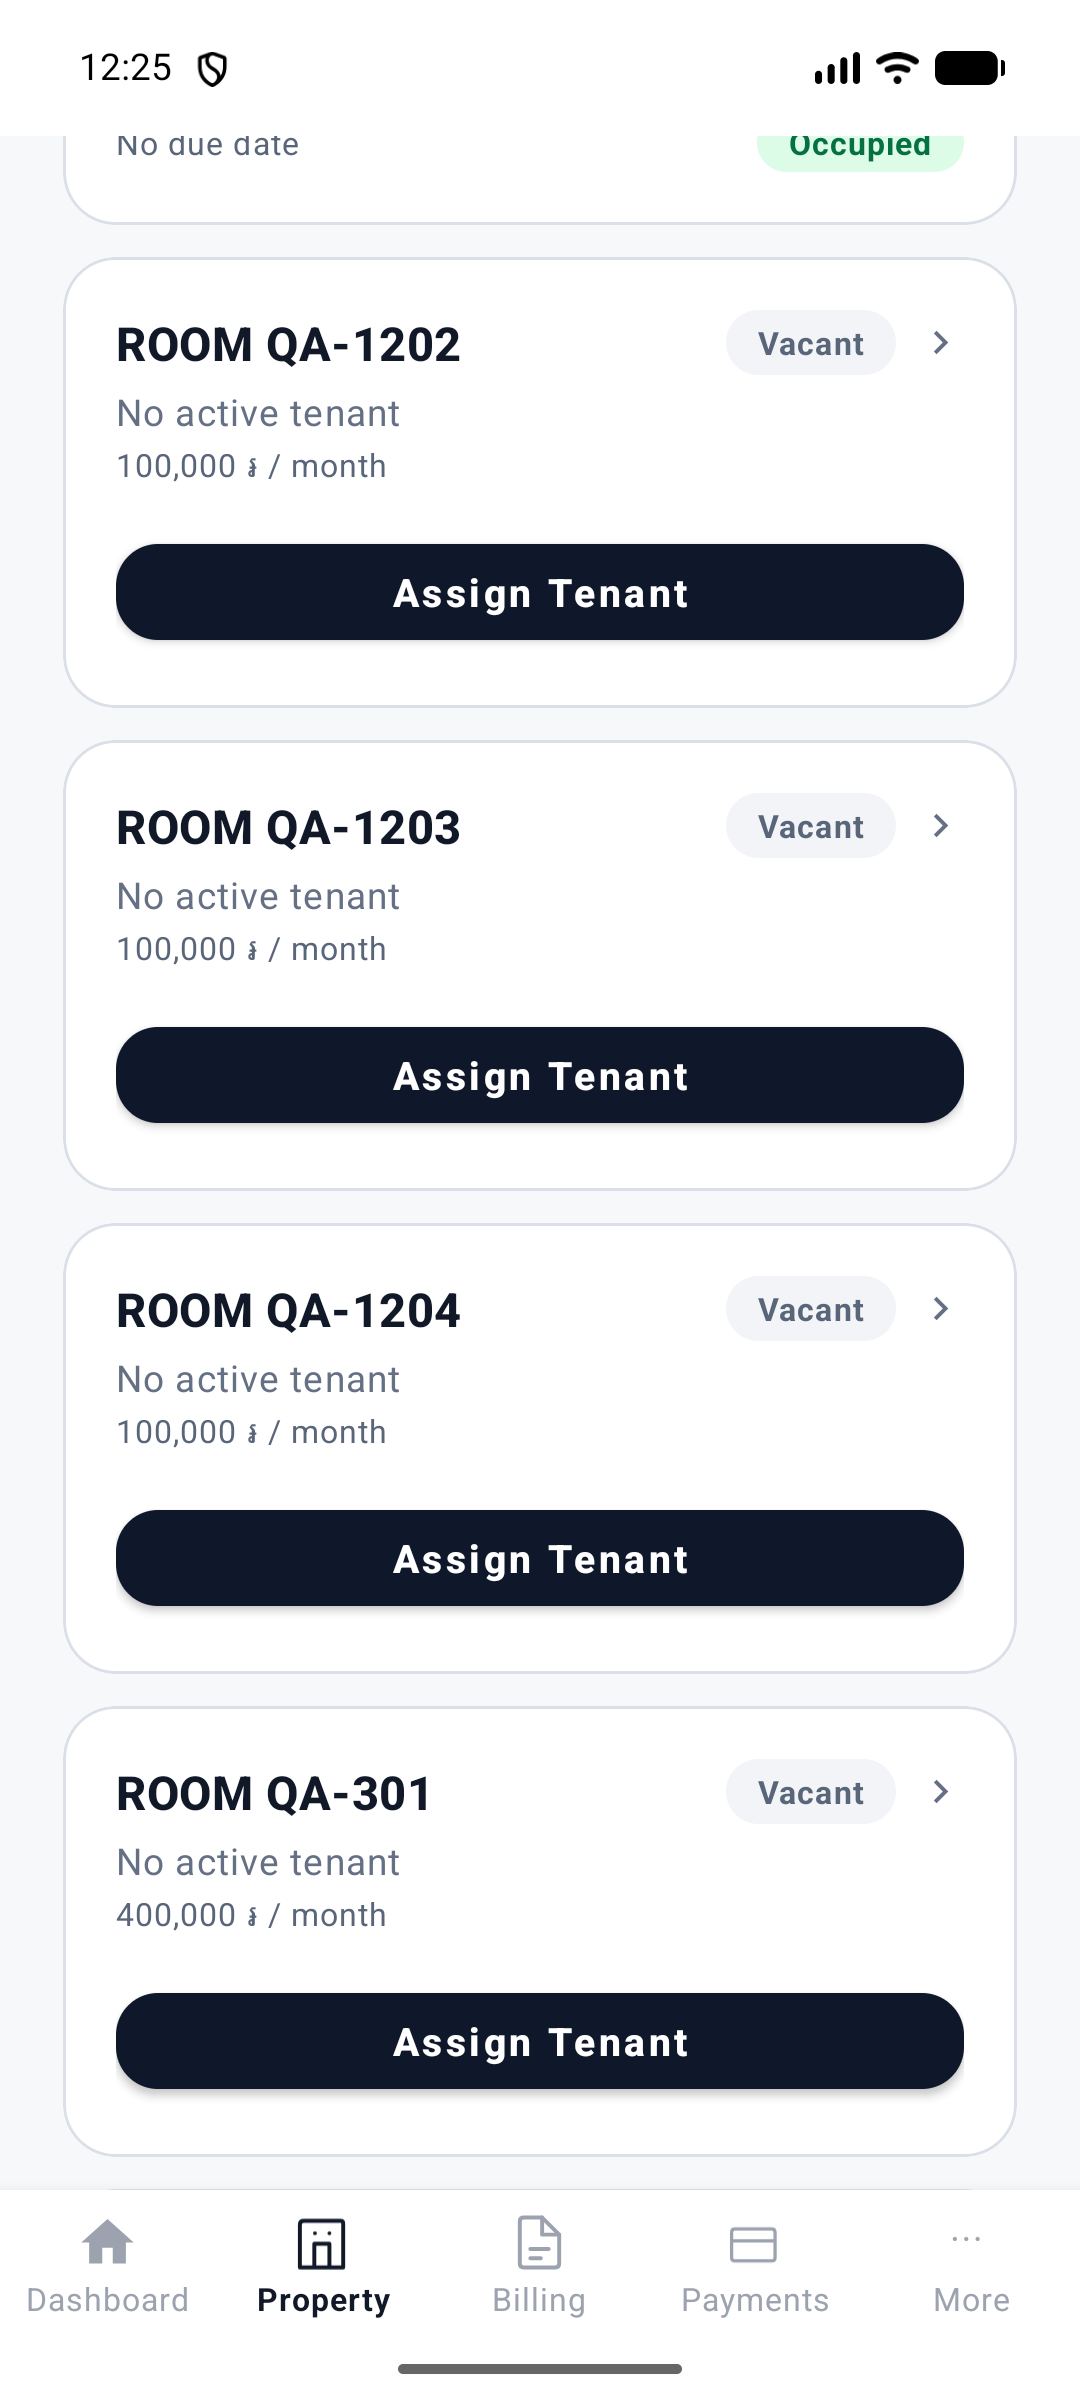 12:25
No due date
Occupied
ROOM QA-1202
Vacant
No active tenant
100,000 ៛ / month
Assign Tenant
ROOM QA-1203
Vacant
No active tenant
100,000 ៛ / month
Assign Tenant
ROOM QA-1204
Vacant
No active tenant
100,000 ៛ / month
Assign Tenant
ROOM QA-301
Vacant
No active tenant
400,000 ៛ / month
Assign Tenant
Dashboard
Property
Billing
Payments
More